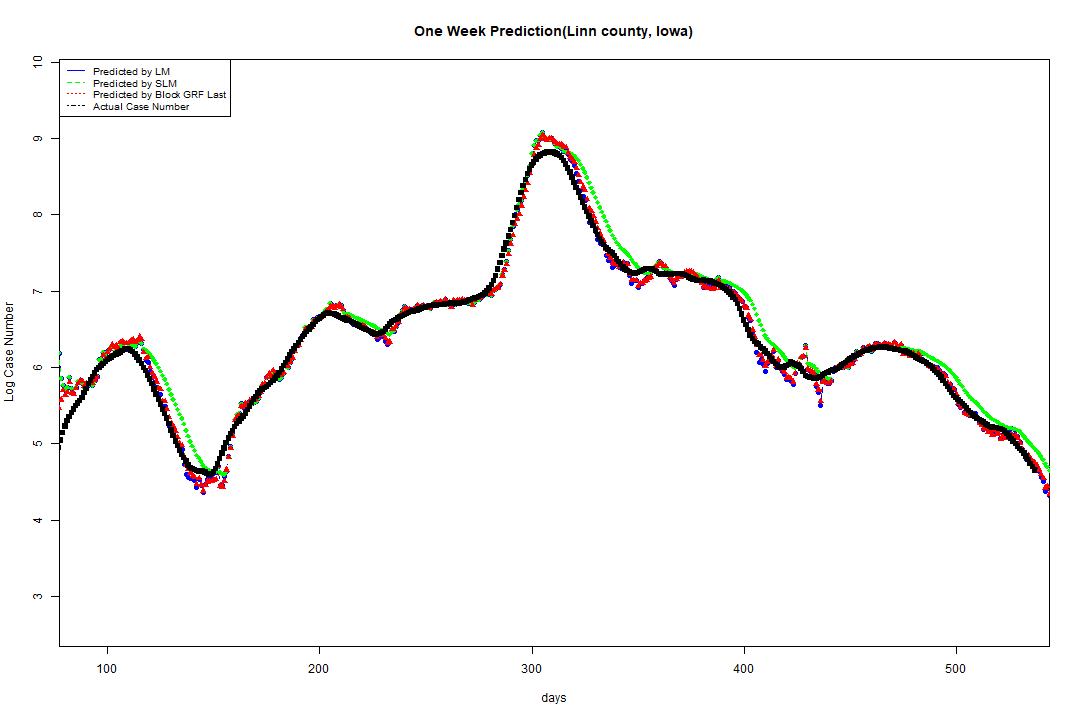 One Week Prediction(Linn county, Iowa)
Predicted by LM
Predicted by SLM
Predicted by Block GRF Last
Actual Case Number
Log Case Number
10
9
8
7
6
5
4
3
100 200 300 400 500
days